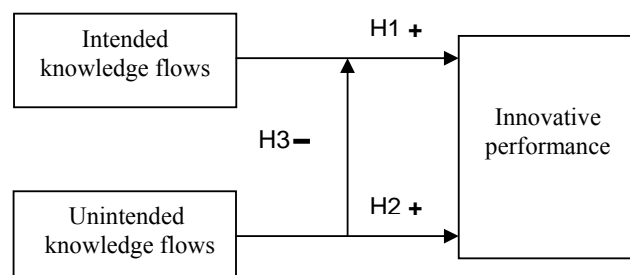 Intended
knowledge flows
H1 +
Innovative
performance
H3 –
Unintended
knowledge flows
H2 +